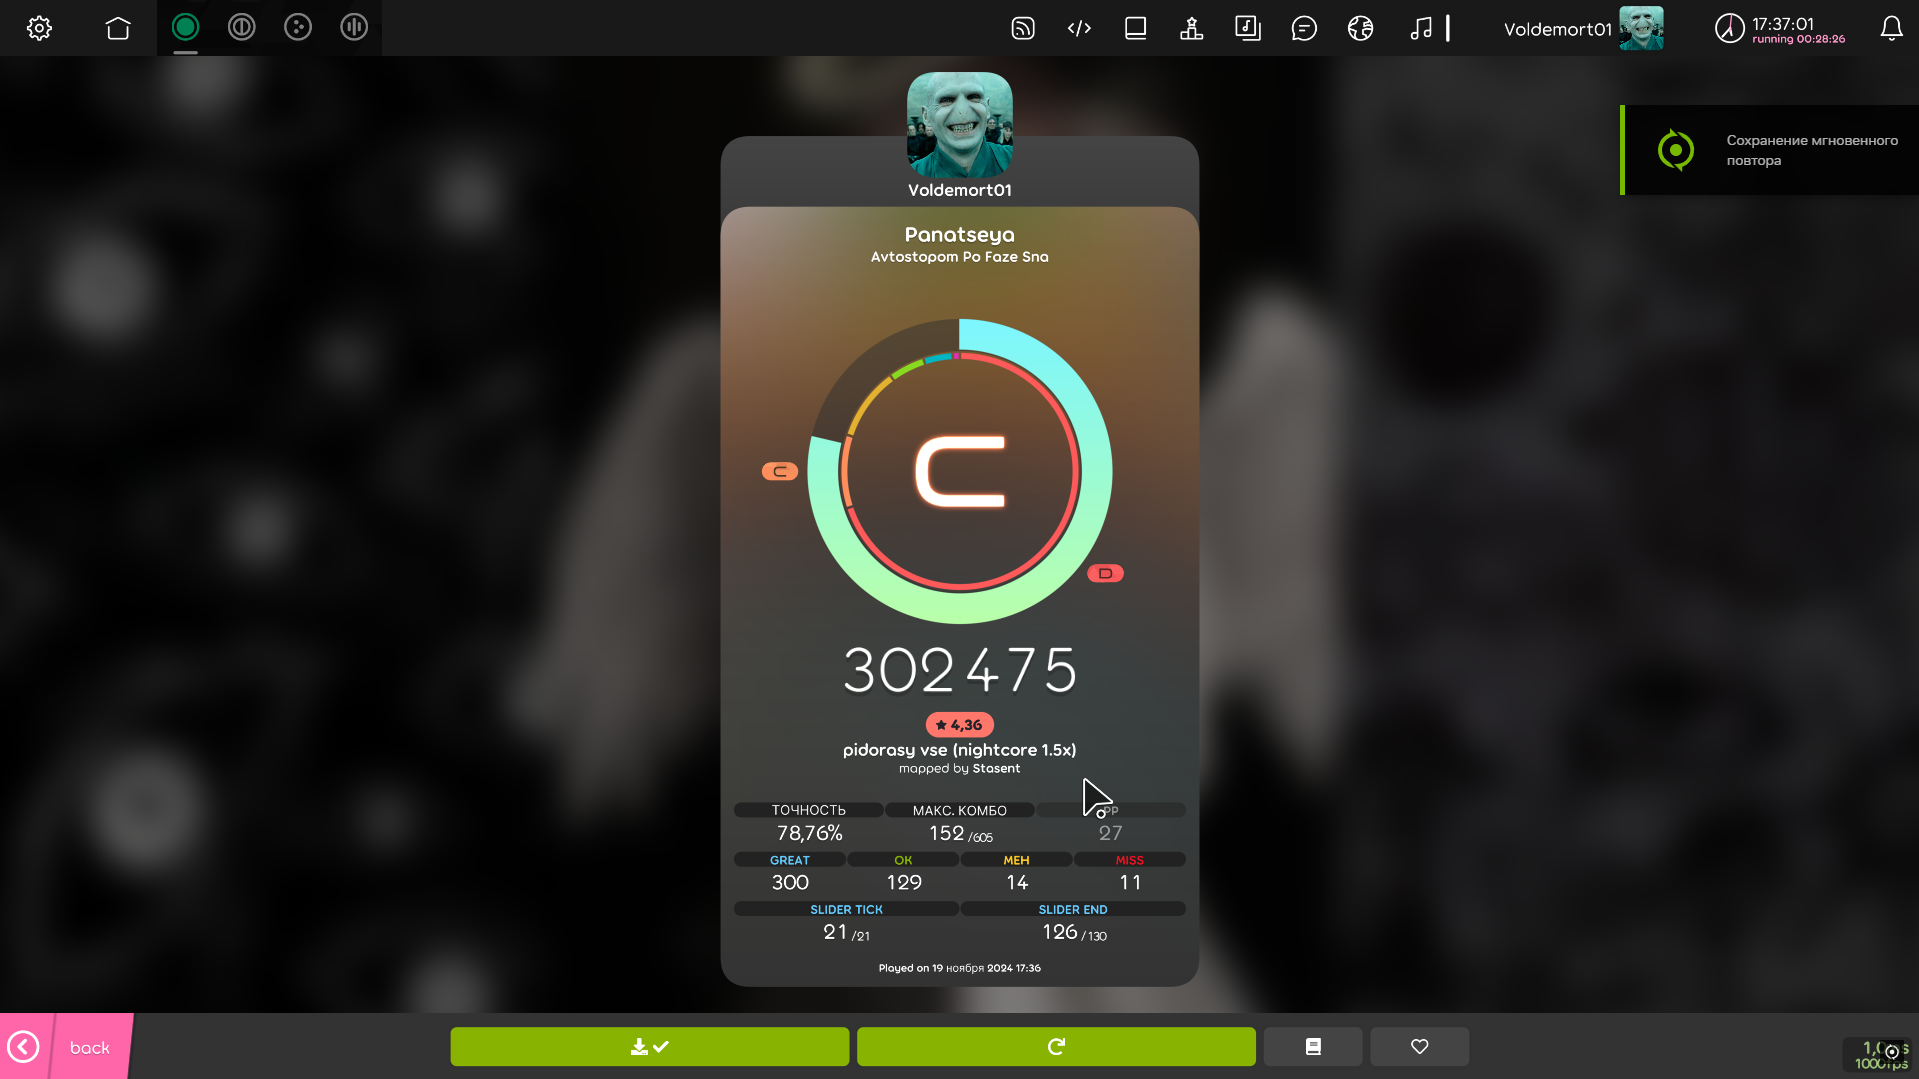 Voldemort01
17:37:01
running 00:28:26
Сохранение мгновенного
повтора
Voldemort01
Panatseya
Avtostopom Po Faze Sna
C
C
D
302475
4,36
pidorasy vse (nightcore 1.5x)
mapped by Stasent
ТОЧНОСТЬ МАКС. КОМБО PP
78,76% 152 /605 27
GREAT OK MEH MISS
300 129 14 11
SLIDER TICK SLIDER END
21 /21 126 /130
Played on 19 ноября 2024 17:36
back
1000fps